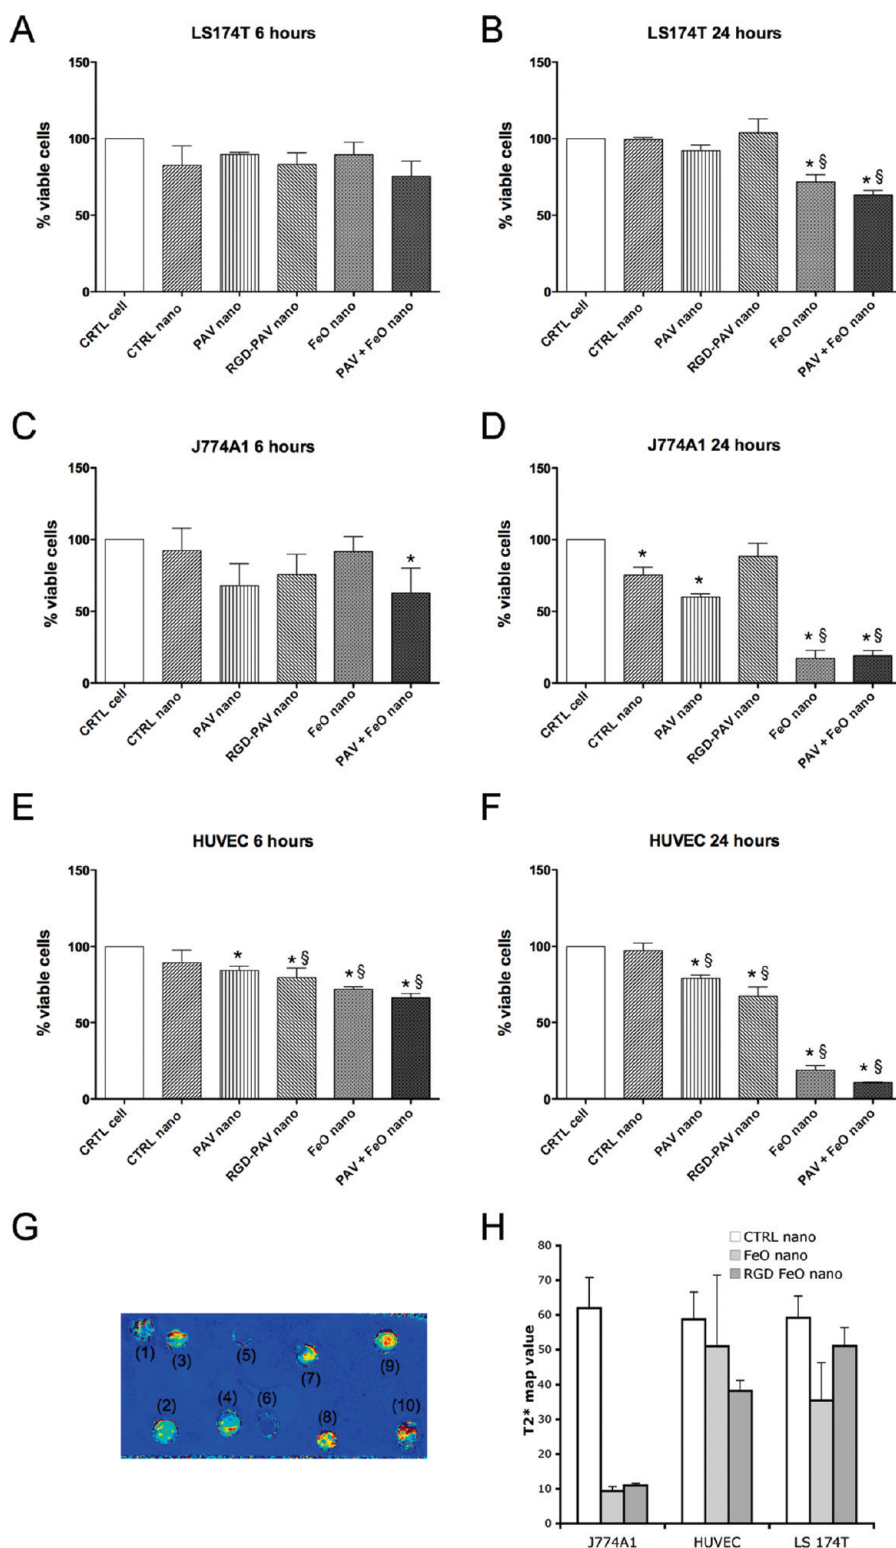 A
LS174T 6 hours
150
100
50
0
% viable cells
CRTL cell
CTRL nano
PAV nano
RGD-PAV nano
FeO nano
PAV + FeO nano
B
LS174T 24 hours
150
100
50
0
% viable cells
* §
* §
CRTL cell
CTRL nano
PAV nano
RGD-PAV nano
FeO nano
PAV + FeO nano
C
J774A1 6 hours
150
100
50
0
% viable cells
*
CRTL cell
CTRL nano
PAV nano
RGD-PAV nano
FeO nano
PAV + FeO nano
D
J774A1 24 hours
150
100
50
0
% viable cells
*
*
* §
* §
CRTL cell
CTRL nano
PAV nano
RGD-PAV nano
FeO nano
PAV + FeO nano
E
HUVEC 6 hours
150
100
50
0
% viable cells
*
* §
* §
* §
CRTL cell
CTRL nano
PAV nano
RGD-PAV nano
FeO nano
PAV + FeO nano
F
HUVEC 24 hours
150
100
50
0
% viable cells
* §
* §
* §
* §
CRTL cell
CTRL nano
PAV nano
RGD-PAV nano
FeO nano
PAV + FeO nano
G
(1)
(3)
(5)
(7)
(9)
(2)
(4)
(6)
(8)
(10)
H
CTRL nano
FeO nano
RGD FeO nano
80
70
60
50
40
30
20
10
0
T2* map value
J774A1
HUVEC
LS 174T